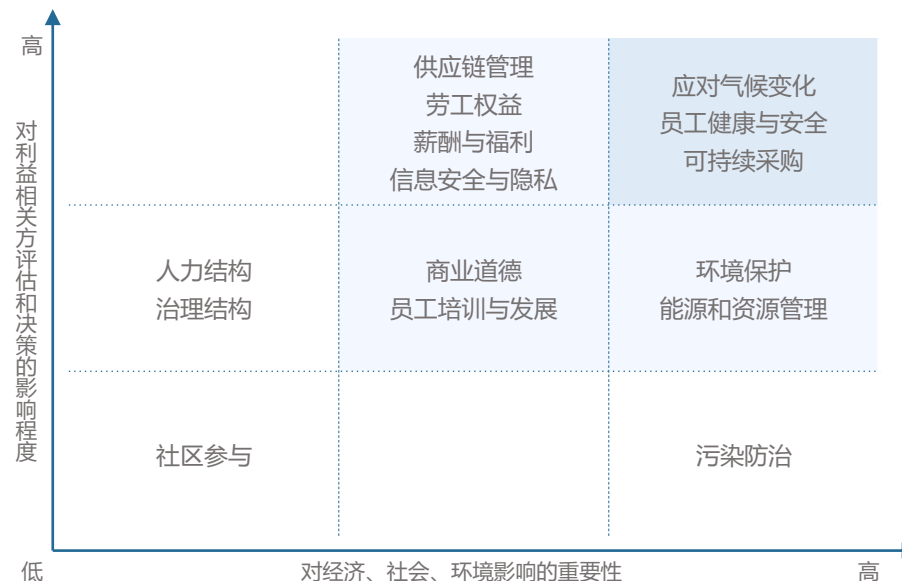 高
对利益相关方评估和决策的影响程度
供应链管理
劳工权益
薪酬与福利
信息安全与隐私
应对气候变化
员工健康与安全
可持续采购
人力结构
治理结构
商业道德
员工培训与发展
环境保护
能源和资源管理
社区参与
污染防治
低
对经济、社会、环境影响的重要性
高